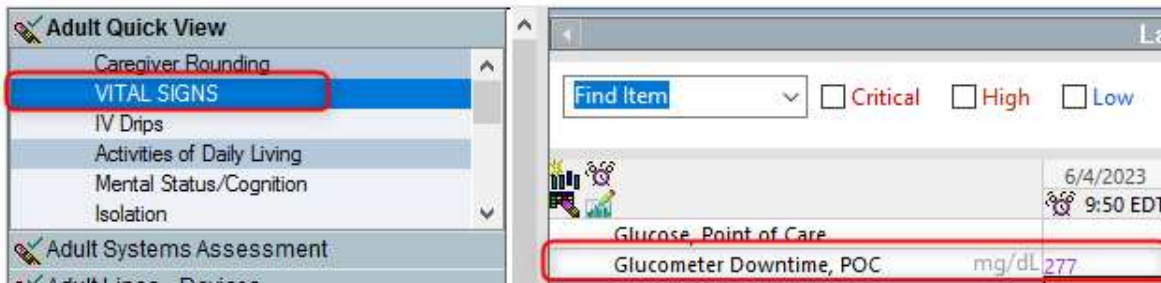 Adult Quick View
Caregiver Rounding
VITAL SIGNS
IV Drips
Activities of Daily Living
Mental Status/Cognition
Isolation
Adult Systems Assessment
Find Item Critical High Low
6/4/2023
9:50 EDT
Glucose, Point of Care
Glucometer Downtime, POC mg/dL 277